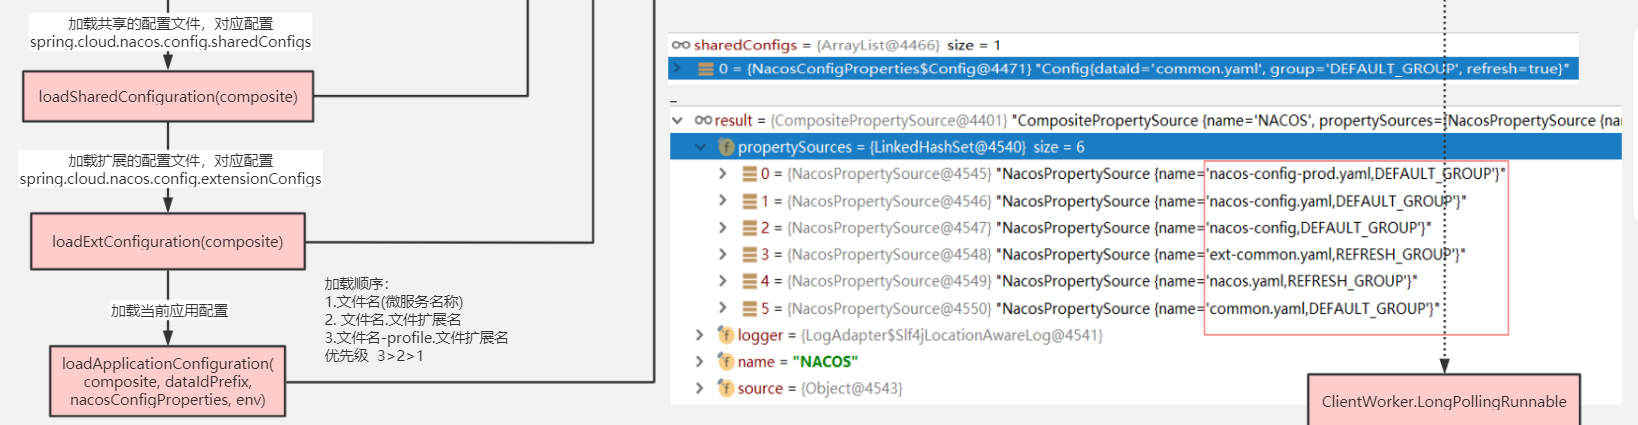 加载共享的配置文件，对应配置
spring.cloud.nacos.config.sharedConfigs
loadSharedConfiguration(composite)
加载扩展的配置文件，对应配置
spring.cloud.nacos.config.extensionConfigs
loadExtConfiguration(composite)
加载当前应用配置
loadApplicationConfiguration(
composite, dataIdPrefix,
nacosConfigProperties, env)
加载顺序：
1.文件名(微服务名称)
2. 文件名.文件扩展名
3.文件名-profile.文件扩展名
优先级  3>2>1
sharedConfigs = {ArrayList@4466}  size = 1
0 = {NacosConfigProperties$Config@4471} "Config{dataId='common.yaml', group='DEFAULT_GROUP', refresh=true}"
result = {CompositePropertySource@4401} "CompositePropertySource {name='NACOS', propertySources=[NacosPropertySource {na
propertySources = {LinkedHashSet@4540}  size = 6
0 = {NacosPropertySource@4545} "NacosPropertySource {name='nacos-config-prod.yaml,DEFAULT_GROUP'}"
1 = {NacosPropertySource@4546} "NacosPropertySource {name='nacos-config.yaml,DEFAULT_GROUP'}"
2 = {NacosPropertySource@4547} "NacosPropertySource {name='nacos-config,DEFAULT_GROUP'}"
3 = {NacosPropertySource@4548} "NacosPropertySource {name='ext-common.yaml,REFRESH_GROUP'}"
4 = {NacosPropertySource@4549} "NacosPropertySource {name='nacos.yaml,REFRESH_GROUP'}"
5 = {NacosPropertySource@4550} "NacosPropertySource {name='common.yaml,DEFAULT_GROUP'}"
logger = {LogAdapter$Slf4jLocationAwareLog@4541}
name = "NACOS"
source = {Object@4543}
ClientWorker.LongPollingRunnable